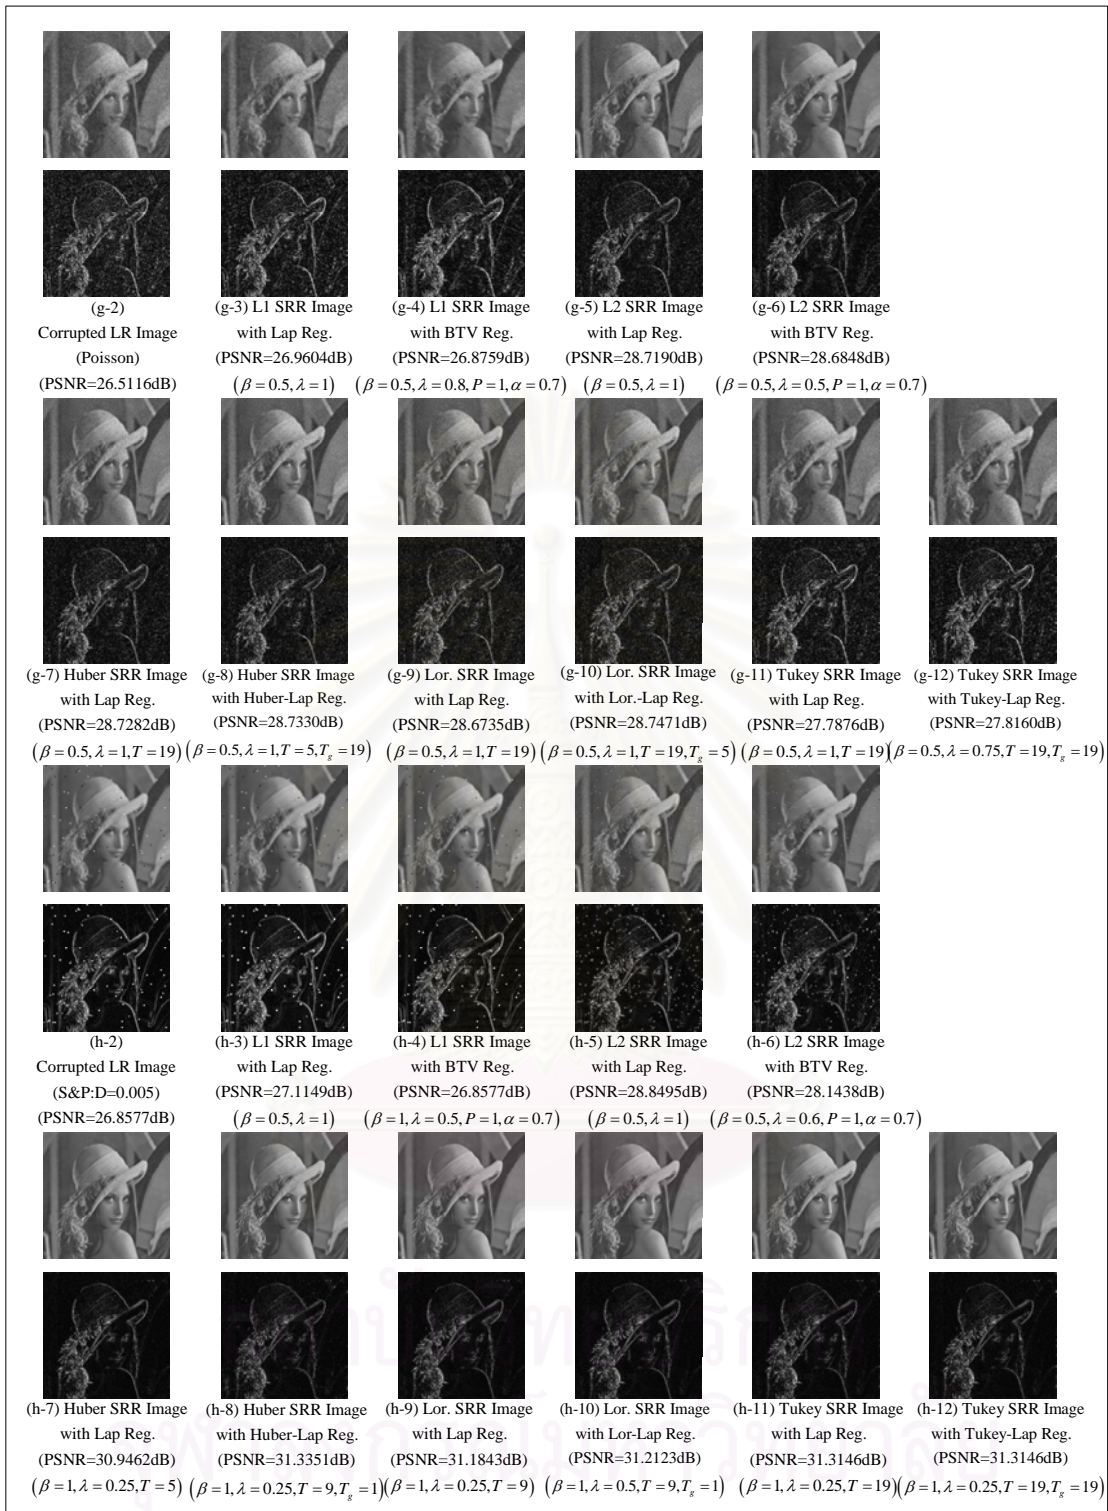 (g-2)
Corrupted LR Image
(Poisson)
(PSNR=26.5116dB)
(g-3) L1 SRR Image
with Lap Reg.
(PSNR=26.9604dB)
(β = 0.5, λ = 1)
(g-4) L1 SRR Image
with BTV Reg.
(PSNR=26.8759dB)
(β = 0.5, λ = 0.8, P = 1, α = 0.7)
(g-5) L2 SRR Image
with Lap Reg.
(PSNR=28.7190dB)
(β = 0.5, λ = 1)
(g-6) L2 SRR Image
with BTV Reg.
(PSNR=28.6848dB)
(β = 0.5, λ = 0.5, P = 1, α = 0.7)
(g-7) Huber SRR Image
with Lap Reg.
(PSNR=28.7282dB)
(β = 0.5, λ = 1, T = 19)
(g-8) Huber SRR Image
with Huber-Lap Reg.
(PSNR=28.7330dB)
(β = 0.5, λ = 1, T = 5, Tg = 19)
(g-9) Lor. SRR Image
with Lap Reg.
(PSNR=28.6735dB)
(β = 0.5, λ = 1, T = 19)
(g-10) Lor. SRR Image
with Lor.-Lap Reg.
(PSNR=28.7471dB)
(β = 0.5, λ = 1, T = 19, Tg = 5)
(g-11) Tukey SRR Image
with Lap Reg.
(PSNR=27.7876dB)
(β = 0.5, λ = 1, T = 19)
(g-12) Tukey SRR Image
with Tukey-Lap Reg.
(PSNR=27.8160dB)
(β = 0.5, λ = 0.75, T = 19, Tg = 19)
(h-2)
Corrupted LR Image
(S&P:D=0.005)
(PSNR=26.8577dB)
(h-3) L1 SRR Image
with Lap Reg.
(PSNR=27.1149dB)
(β = 0.5, λ = 1)
(h-4) L1 SRR Image
with BTV Reg.
(PSNR=26.8577dB)
(β = 1, λ = 0.5, P = 1, α = 0.7)
(h-5) L2 SRR Image
with Lap Reg.
(PSNR=28.8495dB)
(β = 0.5, λ = 1)
(h-6) L2 SRR Image
with BTV Reg.
(PSNR=28.1438dB)
(β = 0.5, λ = 0.6, P = 1, α = 0.7)
(h-7) Huber SRR Image
with Lap Reg.
(PSNR=30.9462dB)
(β = 1, λ = 0.25, T = 5)
(h-8) Huber SRR Image
with Huber-Lap Reg.
(PSNR=31.3351dB)
(β = 1, λ = 0.25, T = 9, Tg = 1)
(h-9) Lor. SRR Image
with Lap Reg.
(PSNR=31.1843dB)
(β = 1, λ = 0.25, T = 9)
(h-10) Lor. SRR Image
with Lor-Lap Reg.
(PSNR=31.2123dB)
(β = 1, λ = 0.5, T = 9, Tg = 1)
(h-11) Tukey SRR Image
with Lap Reg.
(PSNR=31.3146dB)
(β = 1, λ = 0.25, T = 19)
(h-12) Tukey SRR Image
with Tukey-Lap Reg.
(PSNR=31.3146dB)
(β = 1, λ = 0.25, T = 19, Tg = 19)
จุฬาลงกรณ์มหาวิทยาลัย